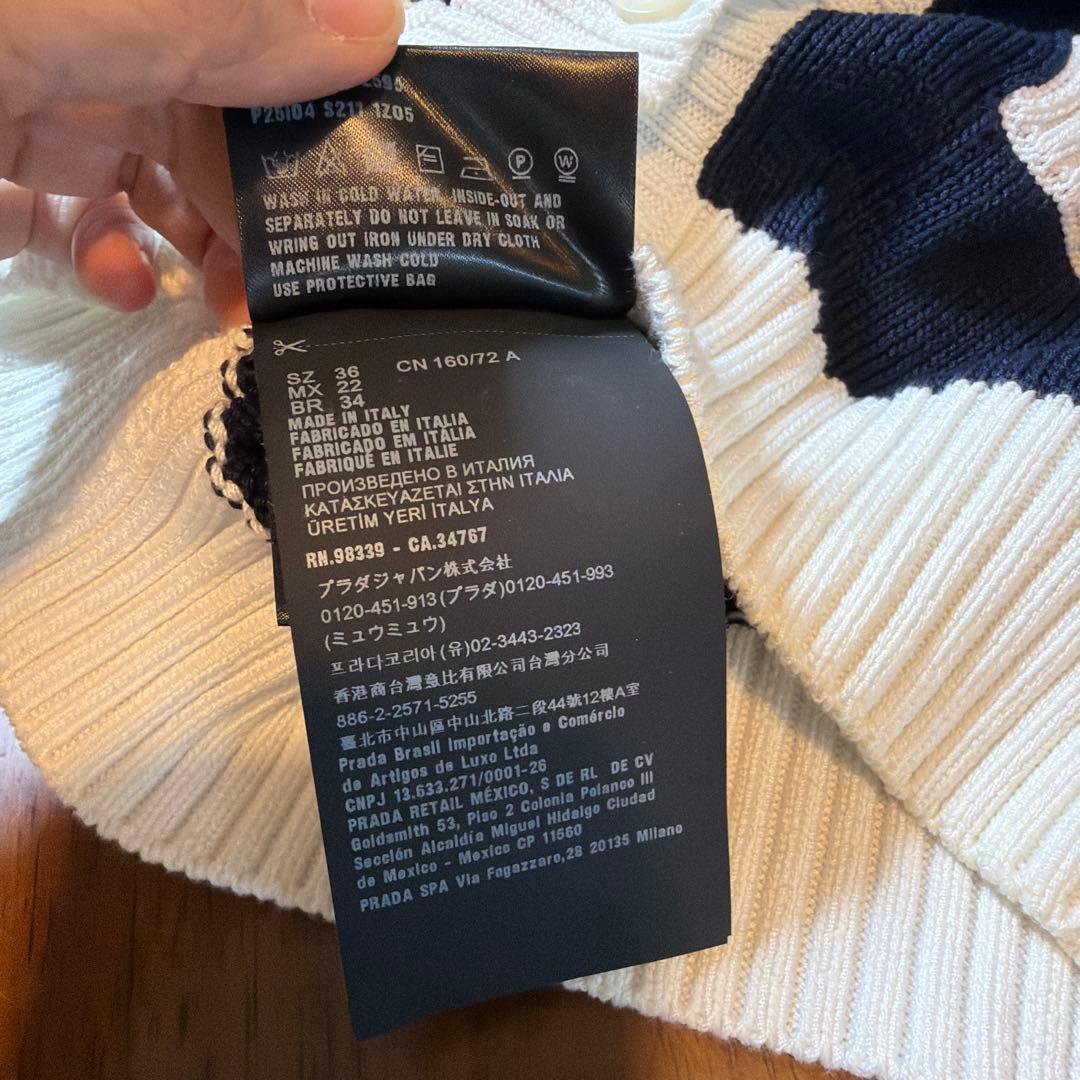 P25I04 S211 1Z05
P
W
WASH IN COLD WATER, INSIDE-OUT AND
SEPARATELY DO NOT LEAVE IN SOAK OR
WRING OUT IRON UNDER DRY CLOTH
MACHINE WASH COLD
USE PROTECTIVE BAG
SZ 36 CN 160/72 A
MX 22
BR 34
MADE IN ITALY
FABRICADO EN ITALIA
FABRICADO EM ITÁLIA
FABRIQUÉ EN ITALIE
ПРОИЗВЕДЕНО В ИТАЛИЯ
ΚΑΤΑΣΚΕΥΑΖΕΤΑΙ ΣΤΗΝ ΙΤΑΛΙΑ
ÜRETİM YERİ İTALYA
RN.98339 - CA.34767
プラダジャパン株式会社
0120-451-913(プラダ)0120-451-993
(ミュウミュウ)
프라다코리아(유)02-3443-2323
香港商台灣意比有限公司台灣分公司
886-2-2571-5255
臺北市中山區中山北路二段44號12樓A室
Prada Brasil Importação e Comércio
de Artigos de Luxo Ltda
CNPJ 13.633.271/0001-26
PRADA RETAIL MÉXICO, S DE RL DE CV
Goldsmith 53, Piso 2 Colonia Polanco III
Sección Alcaldía Miguel Hidalgo Ciudad
de Mexico - Mexico CP 11560
PRADA SPA Via Fogazzaro,28 20135 Milano